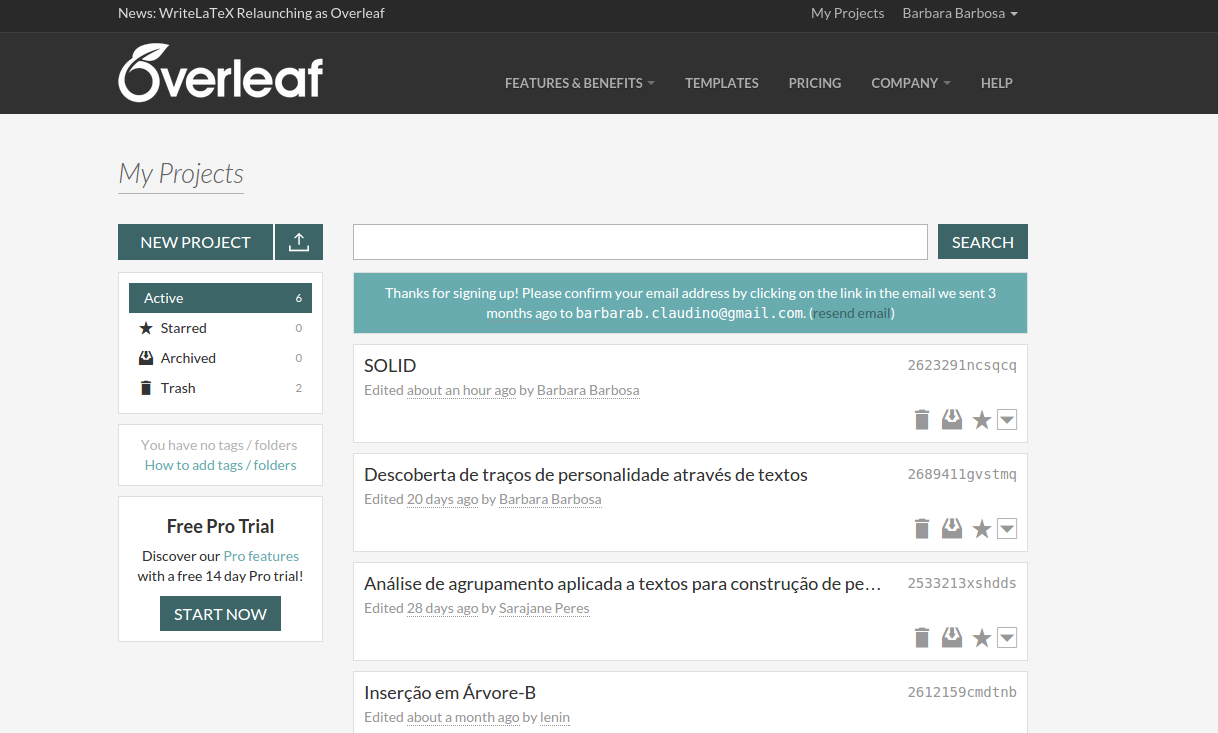 News: WriteLaTeX Relaunching as Overleaf
My Projects
Barbara Barbosa
Overleaf
FEATURES & BENEFITS
TEMPLATES
PRICING
COMPANY
HELP
My Projects
NEW PROJECT
SEARCH
Active 6
Starred 0
Archived 0
Trash 2
You have no tags / folders
How to add tags / folders
Free Pro Trial
Discover our Pro features
with a free 14 day Pro trial!
START NOW
Thanks for signing up! Please confirm your email address by clicking on the link in the email we sent 3
months ago to barbarab.claudino@gmail.com. (resend email)
SOLID 2623291ncsqcq
Edited about an hour ago by Barbara Barbosa
Descoberta de traços de personalidade através de textos 2689411gvstmq
Edited 20 days ago by Barbara Barbosa
Análise de agrupamento aplicada a textos para construção de pe... 2533213xshdds
Edited 28 days ago by Sarajane Peres
Inserção em Árvore-B 2612159cmdtnb
Edited about a month ago by lenin